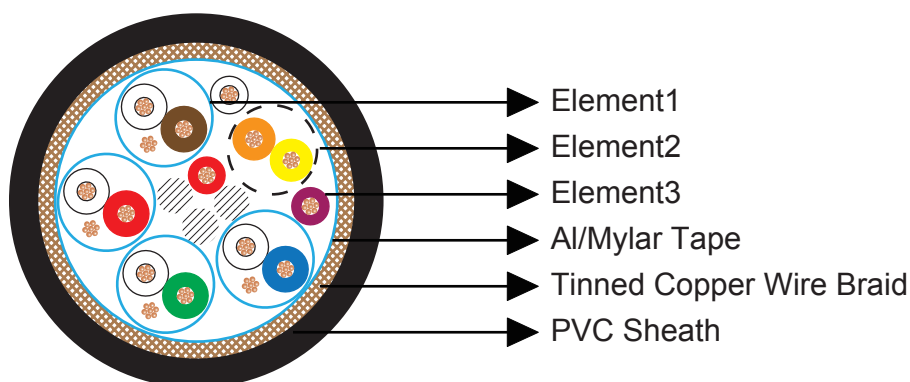 Element1
Element2
Element3
Al/Mylar Tape
Tinned Copper Wire Braid
PVC Sheath